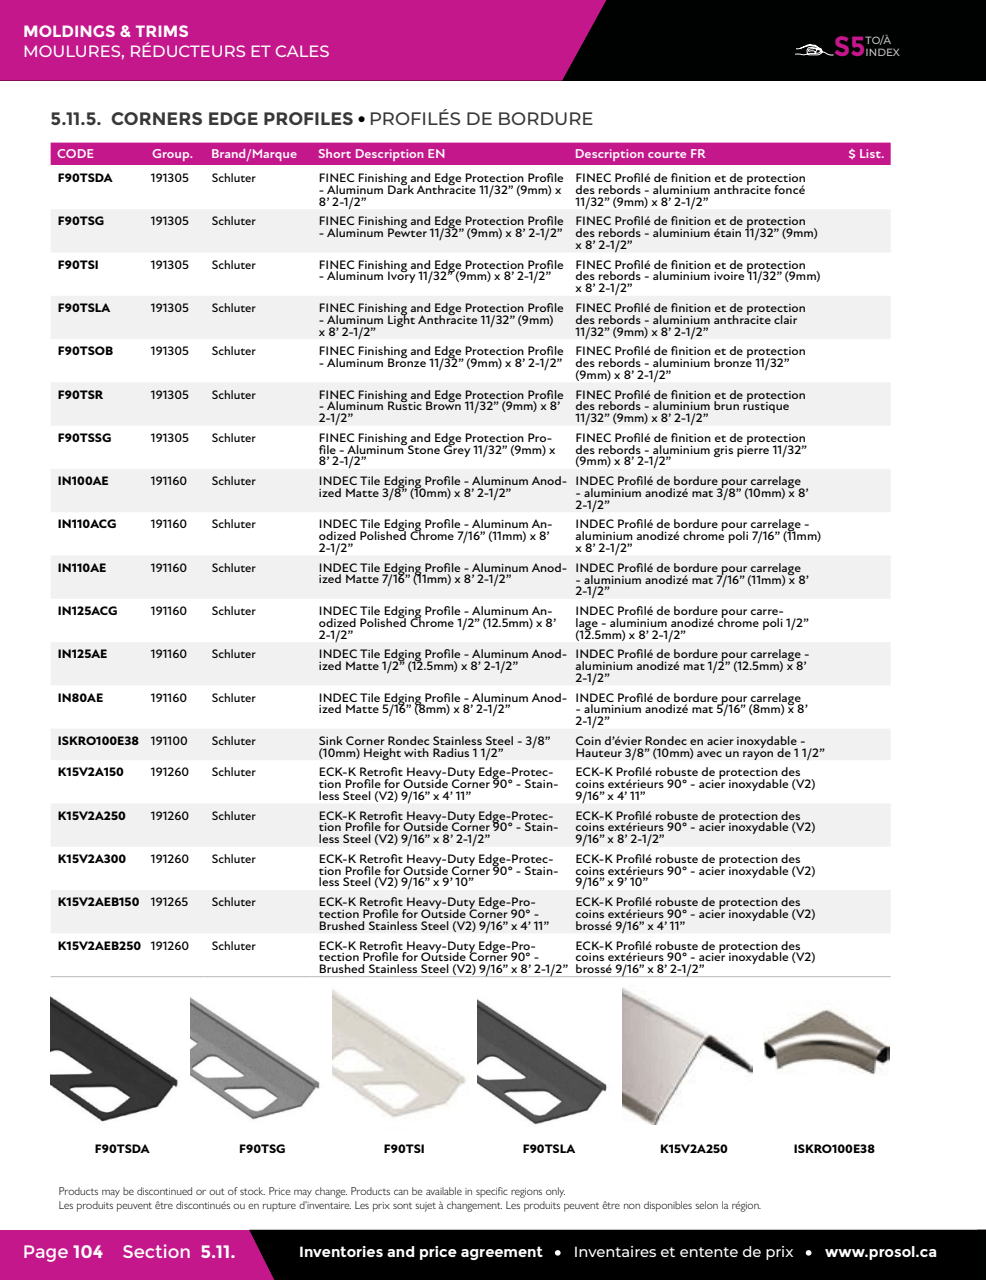 MOLDINGS & TRIMS
MOULURES, RÉDUCTEURS ET CALES
S5 TO/À INDEX
5.11.5. CORNERS EDGE PROFILES • PROFILÉS DE BORDURE
CODE Group. Brand/Marque Short Description EN Description courte FR $ List.
F90TSDA 191305 Schluter FINEC Finishing and Edge Protection Profile FINEC Profilé de finition et de protection
- Aluminum Dark Anthracite 11/32” (9mm) x des rebords - aluminium anthracite foncé
8’ 2-1/2” 11/32” (9mm) x 8’ 2-1/2”
F90TSG 191305 Schluter FINEC Finishing and Edge Protection Profile FINEC Profilé de finition et de protection
- Aluminum Pewter 11/32” (9mm) x 8’ 2-1/2” des rebords - aluminium étain 11/32” (9mm)
x 8’ 2-1/2”
F90TSI 191305 Schluter FINEC Finishing and Edge Protection Profile FINEC Profilé de finition et de protection
- Aluminum Ivory 11/32” (9mm) x 8’ 2-1/2” des rebords - aluminium ivoire 11/32” (9mm)
x 8’ 2-1/2”
F90TSLA 191305 Schluter FINEC Finishing and Edge Protection Profile FINEC Profilé de finition et de protection
- Aluminum Light Anthracite 11/32” (9mm) des rebords - aluminium anthracite clair
x 8’ 2-1/2” 11/32” (9mm) x 8’ 2-1/2”
F90TSOB 191305 Schluter FINEC Finishing and Edge Protection Profile FINEC Profilé de finition et de protection
- Aluminum Bronze 11/32” (9mm) x 8’ 2-1/2” des rebords - aluminium bronze 11/32”
(9mm) x 8’ 2-1/2”
F90TSR 191305 Schluter FINEC Finishing and Edge Protection Profile FINEC Profilé de finition et de protection
- Aluminum Rustic Brown 11/32” (9mm) x 8’ des rebords - aluminium brun rustique
2-1/2” 11/32” (9mm) x 8’ 2-1/2”
F90TSSG 191305 Schluter FINEC Finishing and Edge Protection Pro- FINEC Profilé de finition et de protection
file - Aluminum Stone Grey 11/32” (9mm) x des rebords - aluminium gris pierre 11/32”
8’ 2-1/2” (9mm) x 8’ 2-1/2”
IN100AE 191160 Schluter INDEC Tile Edging Profile - Aluminum Anod- INDEC Profilé de bordure pour carrelage
ized Matte 3/8” (10mm) x 8’ 2-1/2” - aluminium anodizé mat 3/8” (10mm) x 8’
2-1/2”
IN110ACG 191160 Schluter INDEC Tile Edging Profile - Aluminum An- INDEC Profilé de bordure pour carrelage -
odized Polished Chrome 7/16” (11mm) x 8’ aluminium anodizé chrome poli 7/16” (11mm)
2-1/2” x 8’ 2-1/2”
IN110AE 191160 Schluter INDEC Tile Edging Profile - Aluminum Anod- INDEC Profilé de bordure pour carrelage
ized Matte 7/16” (11mm) x 8’ 2-1/2” - aluminium anodizé mat 7/16” (11mm) x 8’
2-1/2”
IN125ACG 191160 Schluter INDEC Tile Edging Profile - Aluminum An- INDEC Profilé de bordure pour carre-
odized Polished Chrome 1/2” (12.5mm) x 8’ lage - aluminium anodizé chrome poli 1/2”
2-1/2” (12.5mm) x 8’ 2-1/2”
IN125AE 191160 Schluter INDEC Tile Edging Profile - Aluminum Anod- INDEC Profilé de bordure pour carrelage -
ized Matte 1/2” (12.5mm) x 8’ 2-1/2” aluminium anodizé mat 1/2” (12.5mm) x 8’
2-1/2”
IN80AE 191160 Schluter INDEC Tile Edging Profile - Aluminum Anod- INDEC Profilé de bordure pour carrelage
ized Matte 5/16” (8mm) x 8’ 2-1/2” - aluminium anodizé mat 5/16” (8mm) x 8’
2-1/2”
ISKRO100E38 191100 Schluter Sink Corner Rondec Stainless Steel - 3/8” Coin d’évier Rondec en acier inoxydable -
(10mm) Height with Radius 1 1/2” Hauteur 3/8” (10mm) avec un rayon de 1 1/2”
K15V2A150 191260 Schluter ECK-K Retrofit Heavy-Duty Edge-Protec- ECK-K Profilé robuste de protection des
tion Profile for Outside Corner 90° - Stain- coins extérieurs 90° - acier inoxydable (V2)
less Steel (V2) 9/16” x 4’ 11” 9/16” x 4’ 11”
K15V2A250 191260 Schluter ECK-K Retrofit Heavy-Duty Edge-Protec- ECK-K Profilé robuste de protection des
tion Profile for Outside Corner 90° - Stain- coins extérieurs 90° - acier inoxydable (V2)
less Steel (V2) 9/16” x 8’ 2-1/2” 9/16” x 8’ 2-1/2”
K15V2A300 191260 Schluter ECK-K Retrofit Heavy-Duty Edge-Protec- ECK-K Profilé robuste de protection des
tion Profile for Outside Corner 90° - Stain- coins extérieurs 90° - acier inoxydable (V2)
less Steel (V2) 9/16” x 9’ 10” 9/16” x 9’ 10”
K15V2AEB150 191265 Schluter ECK-K Retrofit Heavy-Duty Edge-Pro- ECK-K Profilé robuste de protection des
tection Profile for Outside Corner 90° - coins extérieurs 90° - acier inoxydable (V2)
Brushed Stainless Steel (V2) 9/16” x 4’ 11” brossé 9/16” x 4’ 11”
K15V2AEB250 191260 Schluter ECK-K Retrofit Heavy-Duty Edge-Pro- ECK-K Profilé robuste de protection des
tection Profile for Outside Corner 90° - coins extérieurs 90° - acier inoxydable (V2)
Brushed Stainless Steel (V2) 9/16” x 8’ 2-1/2” brossé 9/16” x 8’ 2-1/2”
F90TSDA F90TSG F90TSI F90TSLA K15V2A250 ISKRO100E38
Products may be discontinued or out of stock. Price may change. Products can be available in specific regions only.
Les produits peuvent être discontinués ou en rupture d’inventaire. Les prix sont sujet à changement. Les produits peuvent être non disponibles selon la région.
Page 104 Section 5.11. Inventories and price agreement • Inventaires et entente de prix • www.prosol.ca